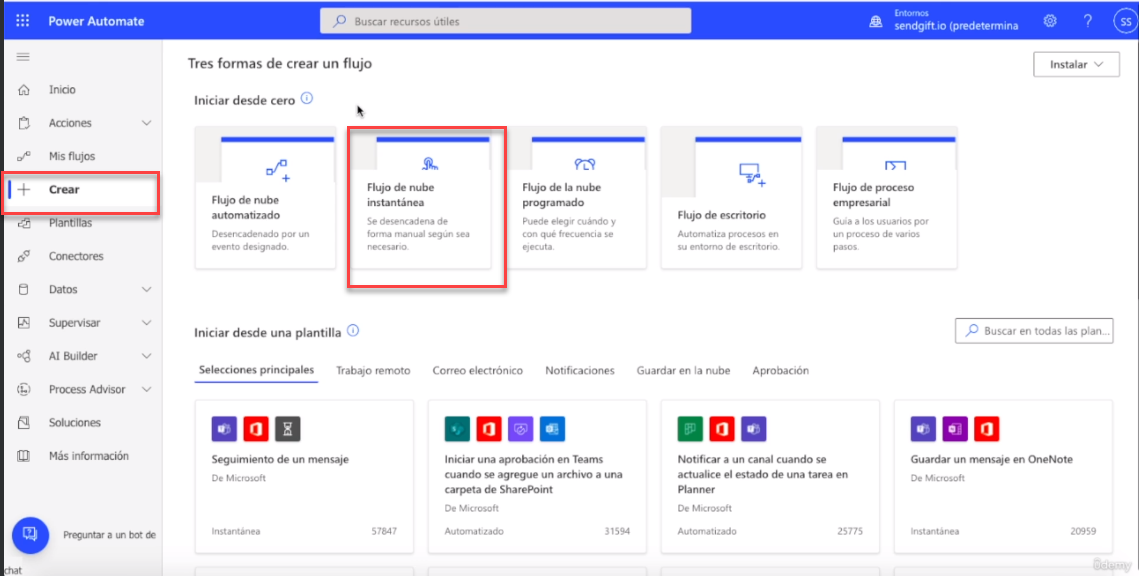 Power Automate
Buscar recursos útiles
Entornos
sendgift.io (predetermina
SS
Tres formas de crear un flujo
Instalar
Inicio
Acciones
Mis flujos
Crear
Plantillas
Conectores
Datos
Supervisar
AI Builder
Process Advisor
Soluciones
Más información
Preguntar a un bot de
chat
Iniciar desde cero
Flujo de nube
automatizado
Desencadenado por un
evento designado.
Flujo de nube
instantánea
Se desencadena de
forma manual según sea
necesario.
Flujo de la nube
programado
Puede elegir cuándo y
con qué frecuencia se
ejecuta.
Flujo de escritorio
Automatiza procesos en
su entorno de escritorio.
Flujo de proceso
empresarial
Guía a los usuarios por
un proceso de varios
pasos.
Iniciar desde una plantilla
Buscar en todas las plan...
Selecciones principales
Trabajo remoto
Correo electrónico
Notificaciones
Guardar en la nube
Aprobación
Seguimiento de un mensaje
De Microsoft
Instantánea
57847
Iniciar una aprobación en Teams
cuando se agregue un archivo a una
carpeta de SharePoint
De Microsoft
Automatizado
31594
Notificar a un canal cuando se
actualice el estado de una tarea en
Planner
De Microsoft
Automatizado
25775
Guardar un mensaje en OneNote
De Microsoft
Instantánea
20959
ûdemy